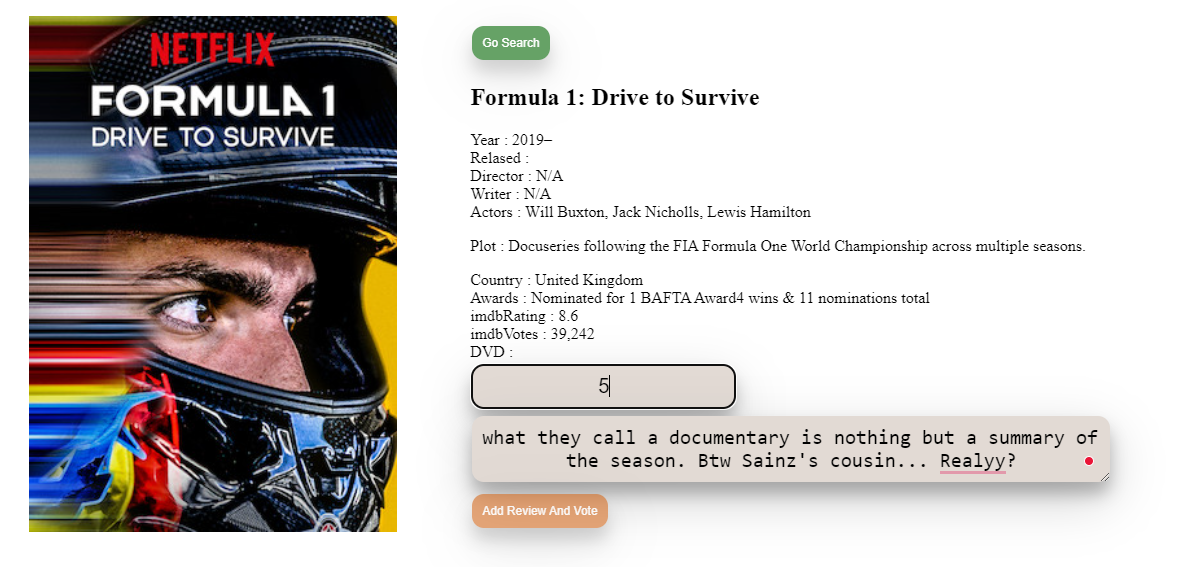 NETFLIX
FORMULA 1
DRIVE TO SURVIVE
Go Search
Formula 1: Drive to Survive
Year : 2019–
Relased :
Director : N/A
Writer : N/A
Actors : Will Buxton, Jack Nicholls, Lewis Hamilton
Plot : Docuseries following the FIA Formula One World Championship across multiple seasons.
Country : United Kingdom
Awards : Nominated for 1 BAFTA Award4 wins & 11 nominations total
imdbRating : 8.6
imdbVotes : 39,242
DVD :
5
what they call a documentary is nothing but a summary of
the season. Btw Sainz's cousin... Realyy?
Add Review And Vote